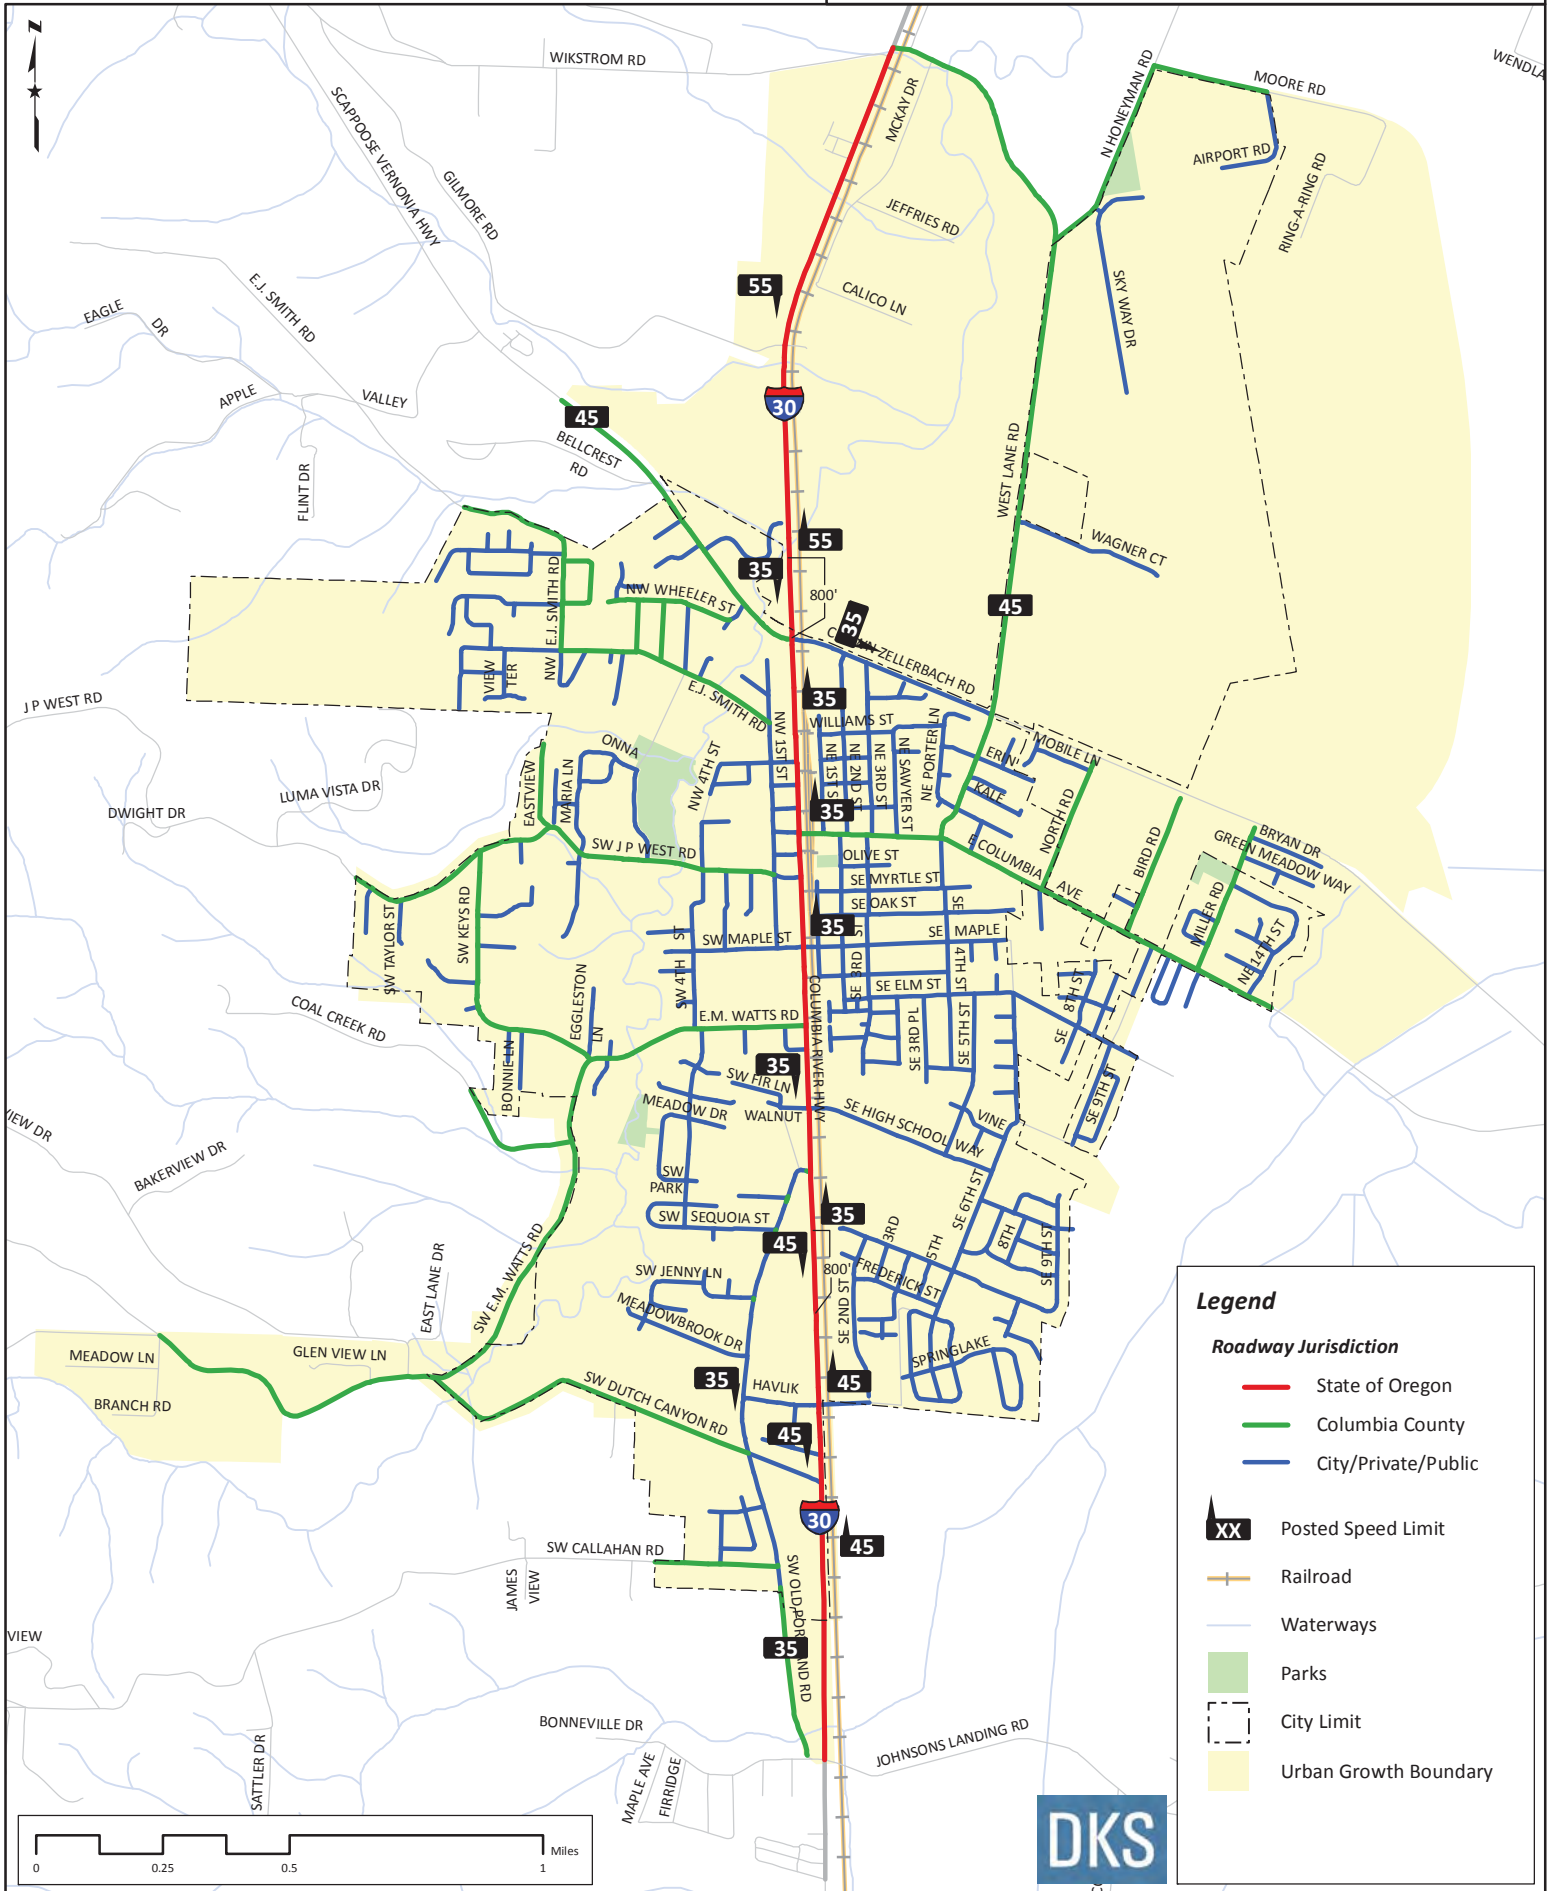 Z
WIKSTROM RD
MCKAY DR
N HONEYMAN RD
MOORE RD
SCAPPOOSE VERNONIA HWY
GILMORE RD
AIRPORT RD
RING-A-RING RD
JEFFRIES RD
E.J. SMITH RD
EAGLE
DR
55
CALICO LN
SKY WAY DR
APPLE
VALLEY
30
45
BELLCREST
RD
FLINT DR
WEST LANE RD
55
WAGNER CT
35
NW WHEELER ST
800'
NW E.J. SMITH RD
45
35
ZELLERBACH RD
VIEW
TER
E.J. SMITH RD
35
J P WEST RD
WILLIAMS ST
NW 1ST ST
ONNA
NW 4TH ST
NE 2ND ST
NE 3RD ST
NE SAWYER ST
NE PORTER LN
ERIN
MOBILE LN
EASTVIEW
MARIA LN
LUMA VISTA DR
DWIGHT DR
KALE
35
NORTH RD
BIRD RD
BRYAN DR
GREEN MEADOW WAY
SW J P WEST RD
OLIVE ST
E COLUMBIA
AVE
SE MYRTLE ST
SE OAK ST
SE
4TH ST
MILLER RD
SW TAYLOR ST
SW KEYS RD
35
SW MAPLE ST
SE MAPLE
NE 14TH ST
SW 4TH
ST
SE 3RD
ST
SE ELM ST
SE
8TH ST
COAL CREEK RD
EGGLESTON
LN
E.M. WATTS RD
COLUMBIA RIVER HWY
SE 3RD PL
SE 5TH ST
BONNIE LN
35
SW FIR LN
SE 9TH ST
MEADOW DR
WALNUT
SE HIGH SCHOOL WAY
VINE
BAKERVIEW DR
SW
PARK
SE 6TH ST
SW SEQUOIA ST
35
3RD
5TH
8TH
SE 9TH ST
45
EAST LANE DR
SW E.M. WATTS RD
SW JENNY LN
800'
FREDERICK ST
SE 2ND ST
MEADOWBROOK DR
SPRINGLAKE
MEADOW LN
GLEN VIEW LN
35
HAVLIK
45
BRANCH RD
SW DUTCH CANYON RD
45
30
45
SW CALLAHAN RD
JAMES
VIEW
SW OLD PORTLAND RD
35
VIEW
BONNEVILLE DR
JOHNSONS LANDING RD
SATTLER DR
MAPLE AVE
FIRRIDGE
Legend
Roadway Jurisdiction
State of Oregon
Columbia County
City/Private/Public
XX Posted Speed Limit
Railroad
Waterways
Parks
City Limit
Urban Growth Boundary
0 0.25 0.5 1 Miles
DKS